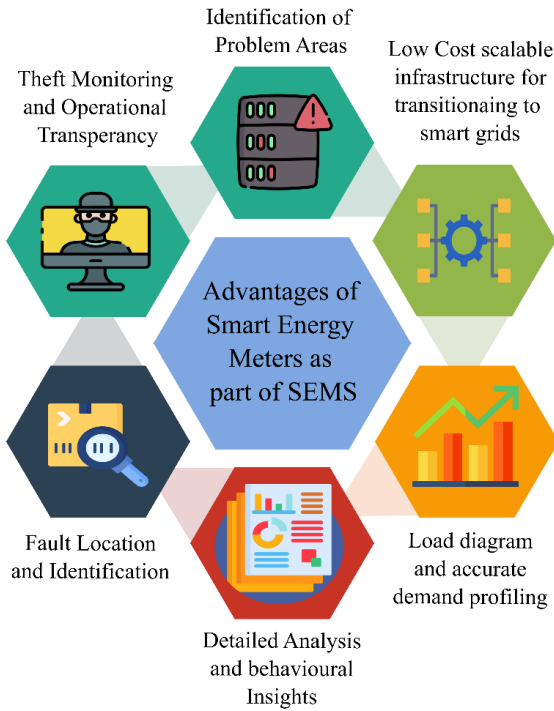 Identification of
Problem Areas
Low Cost scalable
infrastructure for
transitionaing to
smart grids
Theft Monitoring
and Operational
Transperancy
Advantages of
Smart Energy
Meters as
part of SEMS
Fault Location
and Identification
Load diagram
and accurate
demand profiling
Detailed Analysis
and behavioural
Insights